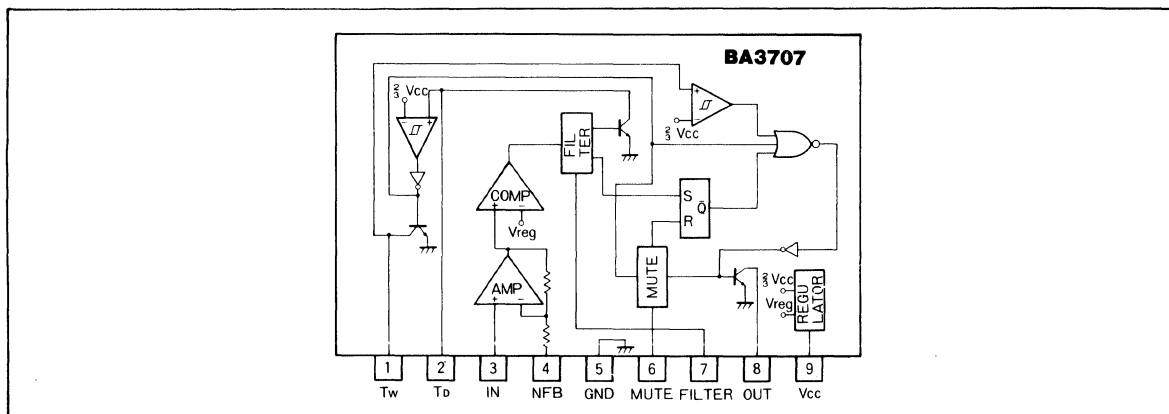 BA3707
2/3 Vcc
+
−
+
−
2/3 Vcc
FIL
TER
COMP
+ −
Vreg
S
Q̅
R
AMP
+ −
MUTE
2/3 Vcc
Vreg
REGU
LATOR
1 2 3 4 5 6 7 8 9
Tw TD IN NFB GND MUTE FILTER OUT Vcc